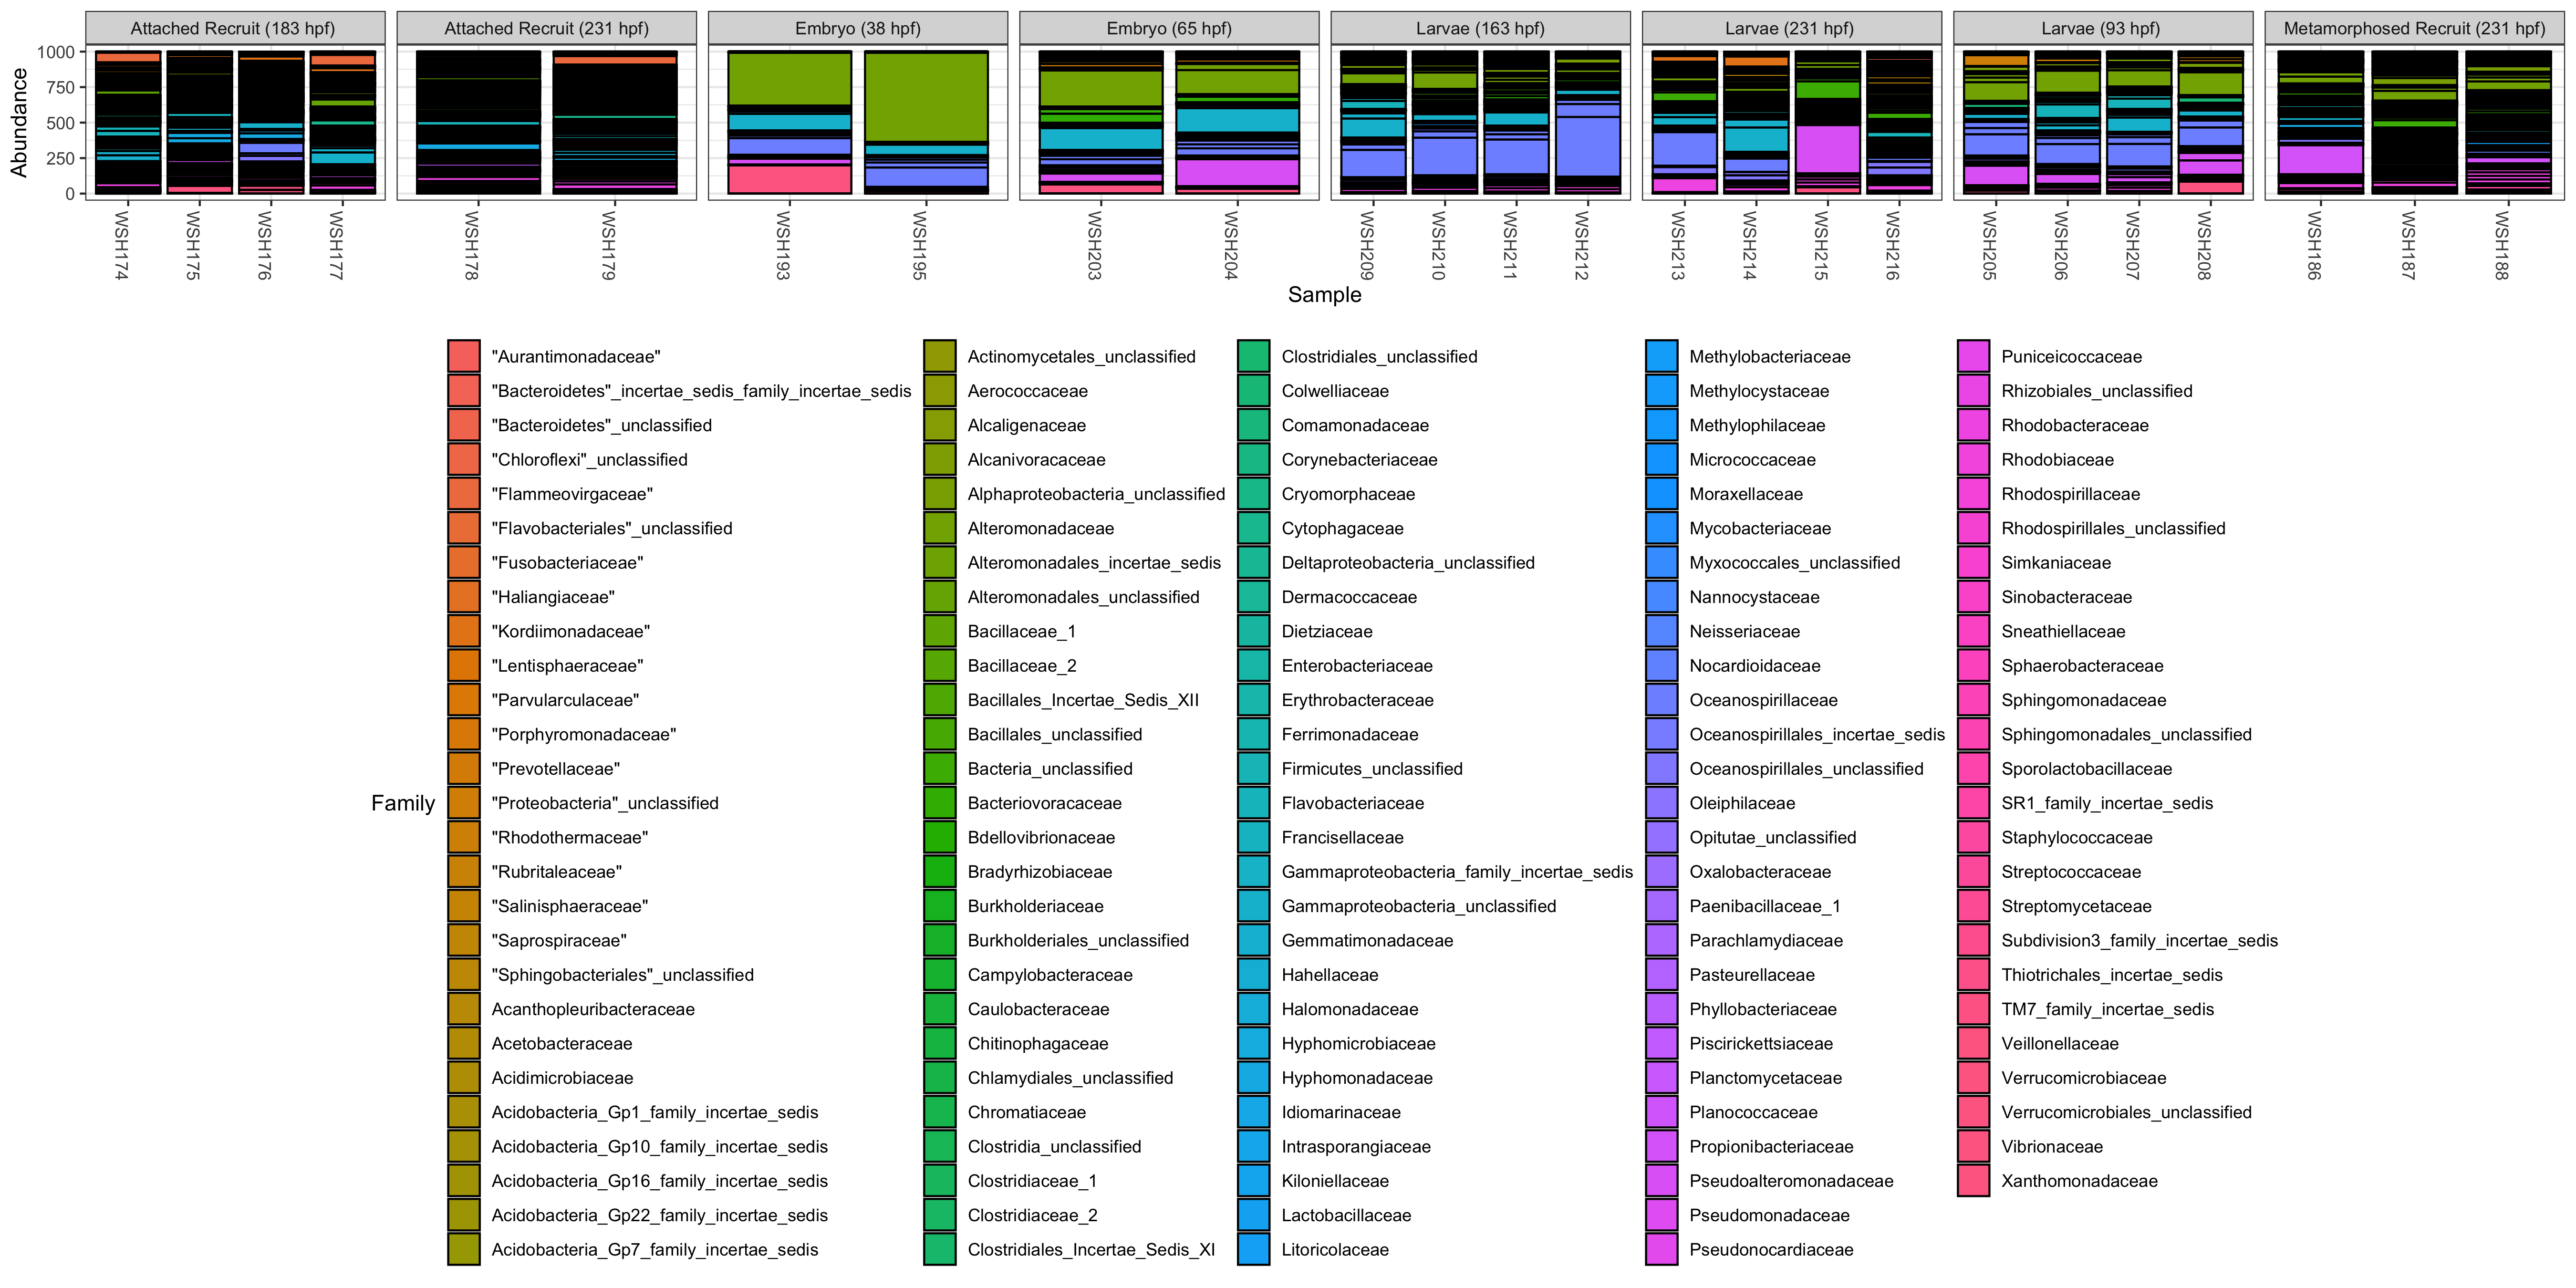 Attached Recruit (183 hpf)
Attached Recruit (231 hpf)
Embryo (38 hpf)
Embryo (65 hpf)
Larvae (163 hpf)
Larvae (231 hpf)
Larvae (93 hpf)
Metamorphosed Recruit (231 hpf)
Abundance
1000
750
500
250
0
WSH174
WSH175
WSH176
WSH177
WSH178
WSH179
WSH193
WSH195
WSH203
WSH204
WSH209
WSH210
WSH211
WSH212
WSH213
WSH214
WSH215
WSH216
WSH205
WSH206
WSH207
WSH208
WSH186
WSH187
WSH188
Sample
Family
"Aurantimonadaceae"
"Bacteroidetes"_incertae_sedis_family_incertae_sedis
"Bacteroidetes"_unclassified
"Chloroflexi"_unclassified
"Flammeovirgaceae"
"Flavobacteriales"_unclassified
"Fusobacteriaceae"
"Haliangiaceae"
"Kordiimonadaceae"
"Lentisphaeraceae"
"Parvularculaceae"
"Porphyromonadaceae"
"Prevotellaceae"
"Proteobacteria"_unclassified
"Rhodothermaceae"
"Rubritaleaceae"
"Salinisphaeraceae"
"Saprospiraceae"
"Sphingobacteriales"_unclassified
Acanthopleuribacteraceae
Acetobacteraceae
Acidimicrobiaceae
Acidobacteria_Gp1_family_incertae_sedis
Acidobacteria_Gp10_family_incertae_sedis
Acidobacteria_Gp16_family_incertae_sedis
Acidobacteria_Gp22_family_incertae_sedis
Acidobacteria_Gp7_family_incertae_sedis
Actinomycetales_unclassified
Aerococcaceae
Alcaligenaceae
Alcanivoracaceae
Alphaproteobacteria_unclassified
Alteromonadaceae
Alteromonadales_incertae_sedis
Alteromonadales_unclassified
Bacillaceae_1
Bacillaceae_2
Bacillales_Incertae_Sedis_XII
Bacillales_unclassified
Bacteria_unclassified
Bacteriovoracaceae
Bdellovibrionaceae
Bradyrhizobiaceae
Burkholderiaceae
Burkholderiales_unclassified
Campylobacteraceae
Caulobacteraceae
Chitinophagaceae
Chlamydiales_unclassified
Chromatiaceae
Clostridia_unclassified
Clostridiaceae_1
Clostridiaceae_2
Clostridiales_Incertae_Sedis_XI
Clostridiales_unclassified
Colwelliaceae
Comamonadaceae
Corynebacteriaceae
Cryomorphaceae
Cytophagaceae
Deltaproteobacteria_unclassified
Dermacoccaceae
Dietziaceae
Enterobacteriaceae
Erythrobacteraceae
Ferrimonadaceae
Firmicutes_unclassified
Flavobacteriaceae
Francisellaceae
Gammaproteobacteria_family_incertae_sedis
Gammaproteobacteria_unclassified
Gemmatimonadaceae
Hahellaceae
Halomonadaceae
Hyphomicrobiaceae
Hyphomonadaceae
Idiomarinaceae
Intrasporangiaceae
Kiloniellaceae
Lactobacillaceae
Litoricolaceae
Methylobacteriaceae
Methylocystaceae
Methylophilaceae
Micrococcaceae
Moraxellaceae
Mycobacteriaceae
Myxococcales_unclassified
Nannocystaceae
Neisseriaceae
Nocardioidaceae
Oceanospirillaceae
Oceanospirillales_incertae_sedis
Oceanospirillales_unclassified
Oleiphilaceae
Opitutae_unclassified
Oxalobacteraceae
Paenibacillaceae_1
Parachlamydiaceae
Pasteurellaceae
Phyllobacteriaceae
Piscirickettsiaceae
Planctomycetaceae
Planococcaceae
Propionibacteriaceae
Pseudoalteromonadaceae
Pseudomonadaceae
Pseudonocardiaceae
Puniceicoccaceae
Rhizobiales_unclassified
Rhodobacteraceae
Rhodobiaceae
Rhodospirillaceae
Rhodospirillales_unclassified
Simkaniaceae
Sinobacteraceae
Sneathiellaceae
Sphaerobacteraceae
Sphingomonadaceae
Sphingomonadales_unclassified
Sporolactobacillaceae
SR1_family_incertae_sedis
Staphylococcaceae
Streptococcaceae
Streptomycetaceae
Subdivision3_family_incertae_sedis
Thiotrichales_incertae_sedis
TM7_family_incertae_sedis
Veillonellaceae
Verrucomicrobiaceae
Verrucomicrobiales_unclassified
Vibrionaceae
Xanthomonadaceae